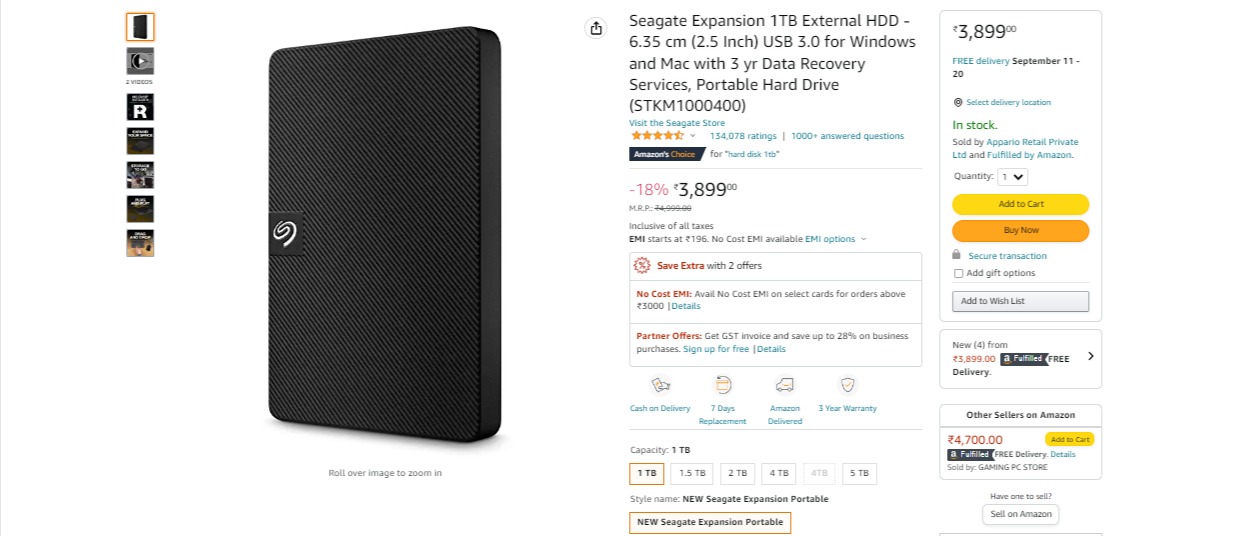 2 VIDEOS
Roll over image to zoom in
Seagate Expansion 1TB External HDD -
6.35 cm (2.5 Inch) USB 3.0 for Windows
and Mac with 3 yr Data Recovery
Services, Portable Hard Drive
(STKM1000400)
Visit the Seagate Store
134,078 ratings | 1000+ answered questions
Amazon's Choice for "hard disk 1tb"
-18% ₹3,899⁰⁰
M.R.P.: ₹4,999.00
Inclusive of all taxes
EMI starts at ₹196. No Cost EMI available EMI options
Save Extra with 2 offers
No Cost EMI: Avail No Cost EMI on select cards for orders above
₹3000 | Details
Partner Offers: Get GST invoice and save up to 28% on business
purchases. Sign up for free | Details
Cash on Delivery
7 Days
Replacement
Amazon
Delivered
3 Year Warranty
Capacity: 1 TB
1 TB 1.5 TB 2 TB 4 TB 4TB 5 TB
Style name: NEW Seagate Expansion Portable
NEW Seagate Expansion Portable
₹3,899⁰⁰
FREE delivery September 11 -
20
Select delivery location
In stock.
Sold by Appario Retail Private
Ltd and Fulfilled by Amazon.
Quantity: 1
Add to Cart
Buy Now
Secure transaction
Add gift options
Add to Wish List
New (4) from
₹3,899.00 a Fulfilled FREE
Delivery.
Other Sellers on Amazon
₹4,700.00 Add to Cart
a Fulfilled FREE Delivery. Details
Sold by: GAMING PC STORE
Have one to sell?
Sell on Amazon